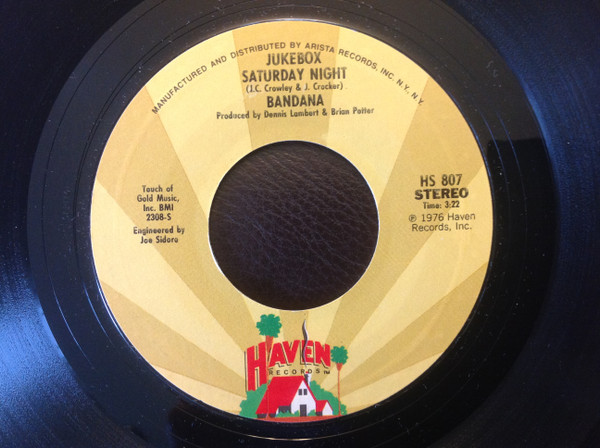 MANUFACTURED AND DISTRIBUTED BY ARISTA RECORDS, INC. N.Y., N.Y.
JUKEBOX
SATURDAY NIGHT
(J.C. Crowley & J. Crocker)
BANDANA
Produced by Dennis Lambert & Brian Potter
Touch of
Gold Music,
Inc. BMI
2308-S
Engineered by
Joe Sidore
HS 807
STEREO
Time: 3:22
℗ 1976 Haven
Records, Inc.
HAVEN
RECORDS TM